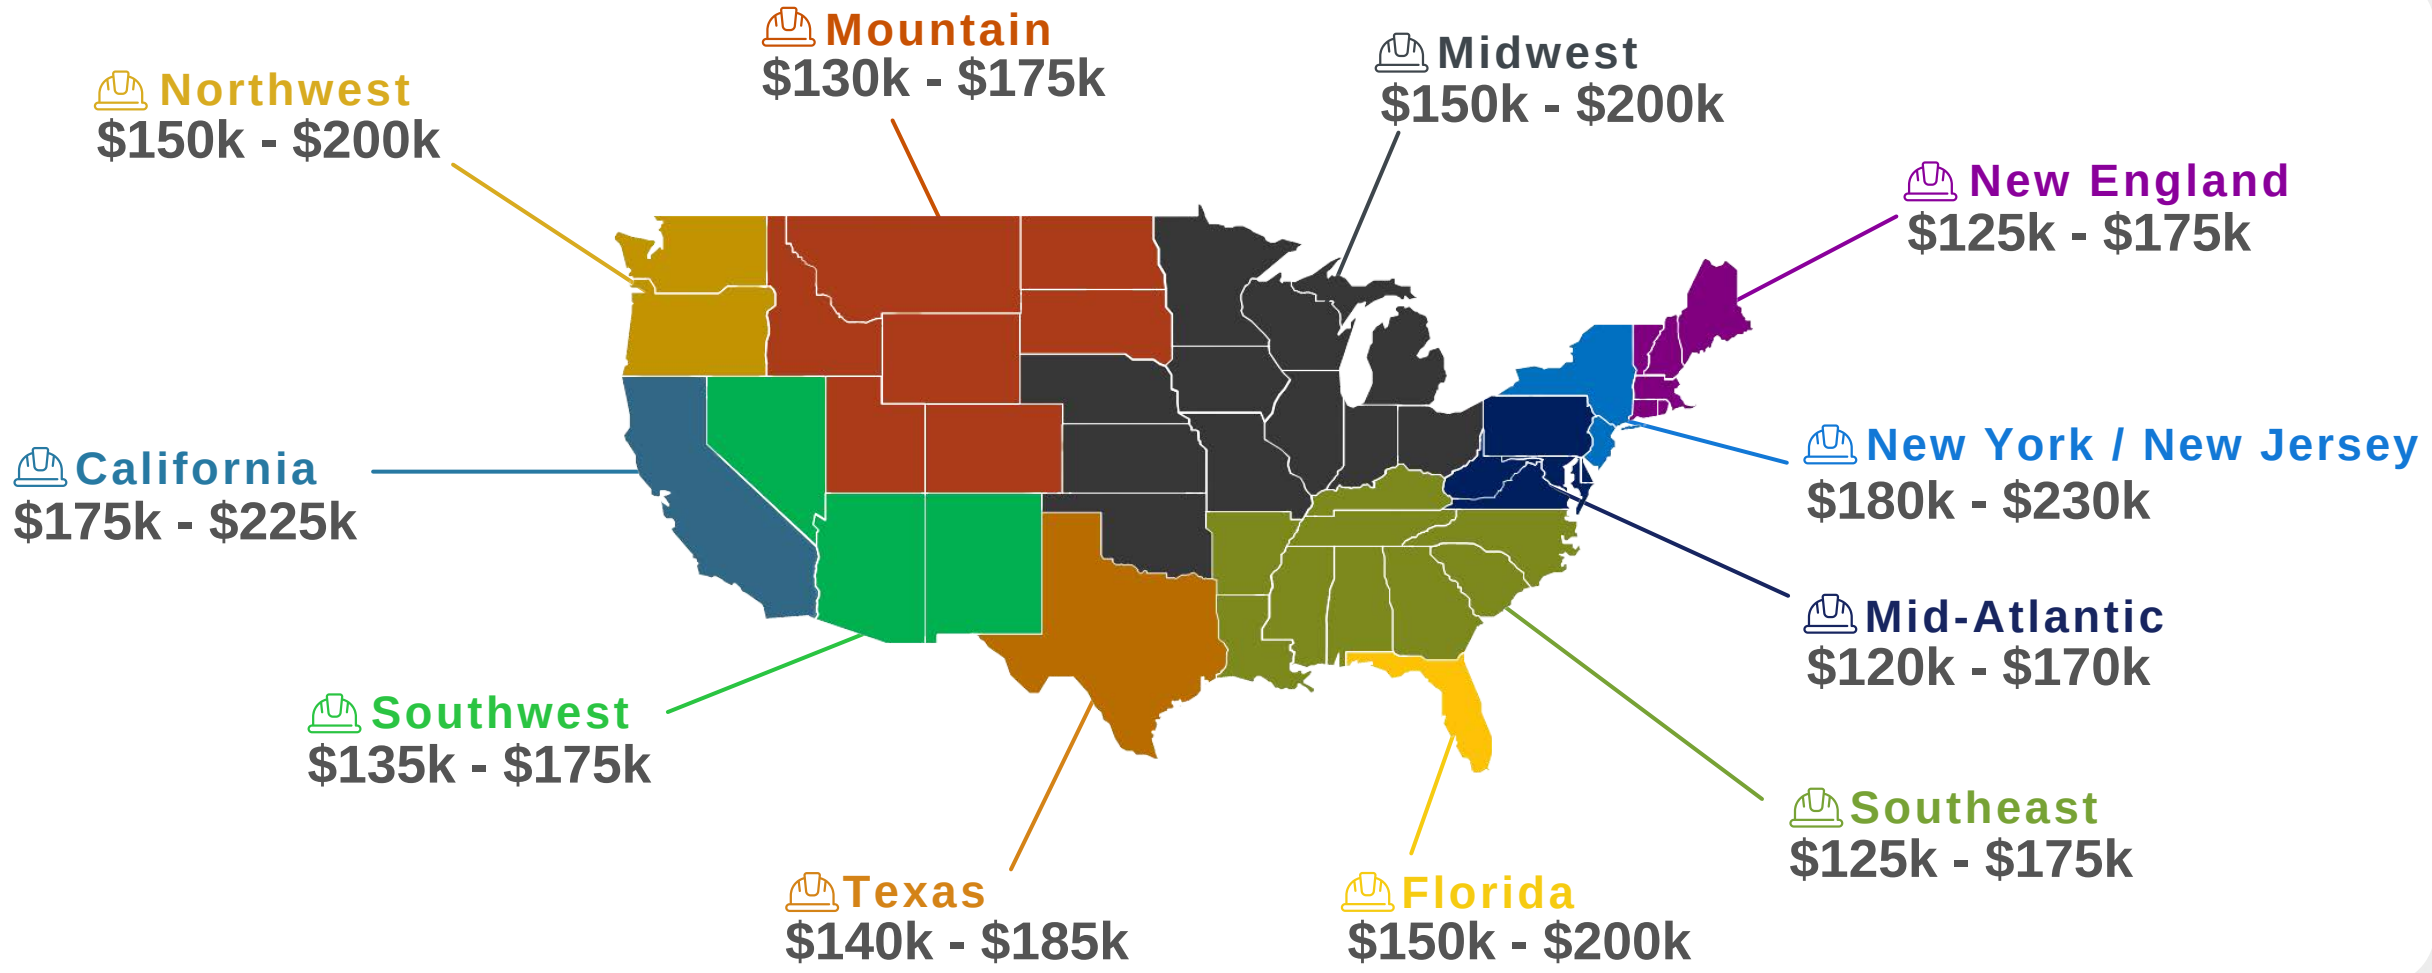 Mountain
$130k - $175k
Midwest
$150k - $200k
Northwest
$150k - $200k
New England
$125k - $175k
California
$175k - $225k
New York / New Jersey
$180k - $230k
Mid-Atlantic
$120k - $170k
Southwest
$135k - $175k
Southeast
$125k - $175k
Texas
$140k - $185k
Florida
$150k - $200k